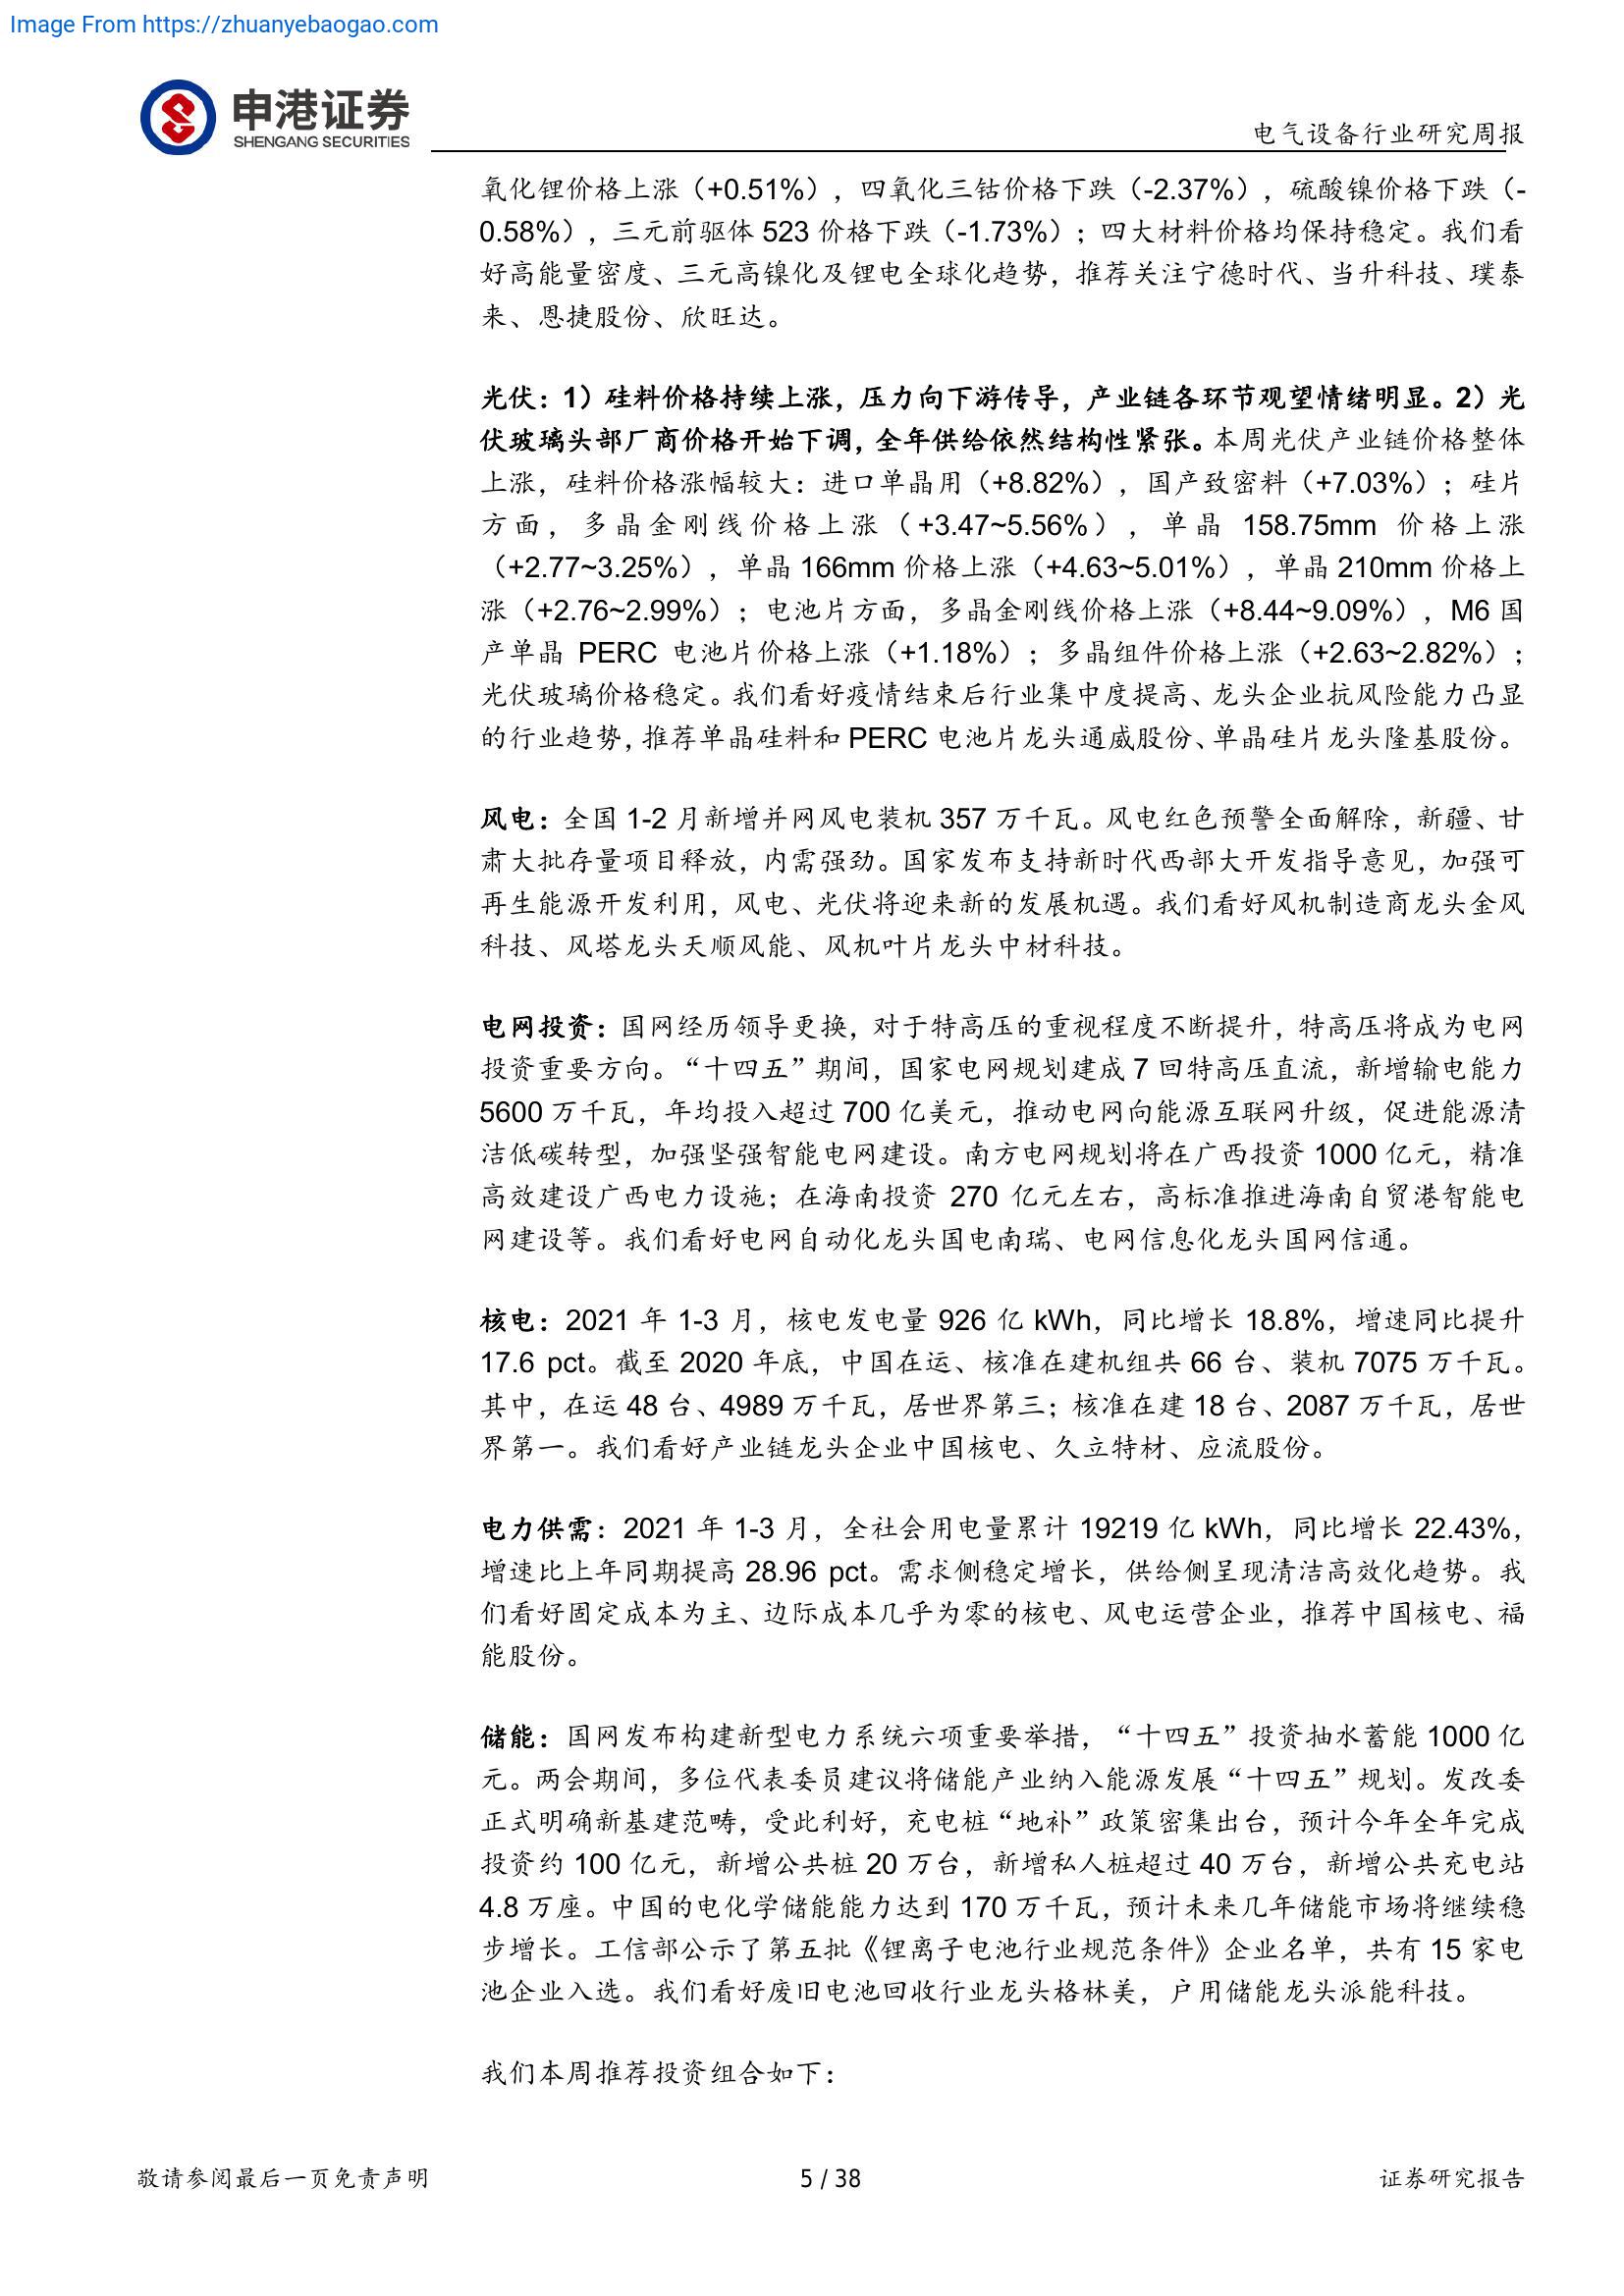 Image From https://zhuanyebaogao.com
申港证券
SHENGANG SECURITIES
电气设备行业研究周报
氧化锂价格上涨（+0.51%），四氧化三钴价格下跌（-2.37%），硫酸镍价格下跌（-
0.58%），三元前驱体 523 价格下跌（-1.73%）；四大材料价格均保持稳定。我们看
好高能量密度、三元高镍化及锂电全球化趋势，推荐关注宁德时代、当升科技、璞泰
来、恩捷股份、欣旺达。
光伏：1）硅料价格持续上涨，压力向下游传导，产业链各环节观望情绪明显。2）光
伏玻璃头部厂商价格开始下调，全年供给依然结构性紧张。本周光伏产业链价格整体
上涨，硅料价格涨幅较大：进口单晶用（+8.82%），国产致密料（+7.03%）；硅片
方面，多晶金刚线价格上涨（+3.47~5.56%），单晶 158.75mm 价格上涨
（+2.77~3.25%），单晶 166mm 价格上涨（+4.63~5.01%），单晶 210mm 价格上
涨（+2.76~2.99%）；电池片方面，多晶金刚线价格上涨（+8.44~9.09%），M6 国
产单晶 PERC 电池片价格上涨（+1.18%）；多晶组件价格上涨（+2.63~2.82%）；
光伏玻璃价格稳定。我们看好疫情结束后行业集中度提高、龙头企业抗风险能力凸显
的行业趋势，推荐单晶硅料和 PERC 电池片龙头通威股份、单晶硅片龙头隆基股份。
风电：全国 1-2 月新增并网风电装机 357 万千瓦。风电红色预警全面解除，新疆、甘
肃大批存量项目释放，内需强劲。国家发布支持新时代西部大开发指导意见，加强可
再生能源开发利用，风电、光伏将迎来新的发展机遇。我们看好风机制造商龙头金风
科技、风塔龙头天顺风能、风机叶片龙头中材科技。
电网投资：国网经历领导更换，对于特高压的重视程度不断提升，特高压将成为电网
投资重要方向。“十四五”期间，国家电网规划建成 7 回特高压直流，新增输电能力
5600 万千瓦，年均投入超过 700 亿美元，推动电网向能源互联网升级，促进能源清
洁低碳转型，加强坚强智能电网建设。南方电网规划将在广西投资 1000 亿元，精准
高效建设广西电力设施；在海南投资 270 亿元左右，高标准推进海南自贸港智能电
网建设等。我们看好电网自动化龙头国电南瑞、电网信息化龙头国网信通。
核电：2021 年 1-3 月，核电发电量 926 亿 kWh，同比增长 18.8%，增速同比提升
17.6 pct。截至 2020 年底，中国在运、核准在建机组共 66 台、装机 7075 万千瓦。
其中，在运 48 台、4989 万千瓦，居世界第三；核准在建 18 台、2087 万千瓦，居世
界第一。我们看好产业链龙头企业中国核电、久立特材、应流股份。
电力供需：2021 年 1-3 月，全社会用电量累计 19219 亿 kWh，同比增长 22.43%，
增速比上年同期提高 28.96 pct。需求侧稳定增长，供给侧呈现清洁高效化趋势。我
们看好固定成本为主、边际成本几乎为零的核电、风电运营企业，推荐中国核电、福
能股份。
储能：国网发布构建新型电力系统六项重要举措，“十四五”投资抽水蓄能 1000 亿
元。两会期间，多位代表委员建议将储能产业纳入能源发展“十四五”规划。发改委
正式明确新基建范畴，受此利好，充电桩“地补”政策密集出台，预计今年全年完成
投资约 100 亿元，新增公共桩 20 万台，新增私人桩超过 40 万台，新增公共充电站
4.8 万座。中国的电化学储能能力达到 170 万千瓦，预计未来几年储能市场将继续稳
步增长。工信部公示了第五批《锂离子电池行业规范条件》企业名单，共有 15 家电
池企业入选。我们看好废旧电池回收行业龙头格林美，户用储能龙头派能科技。
我们本周推荐投资组合如下：
敬请参阅最后一页免责声明
5 / 38
证券研究报告